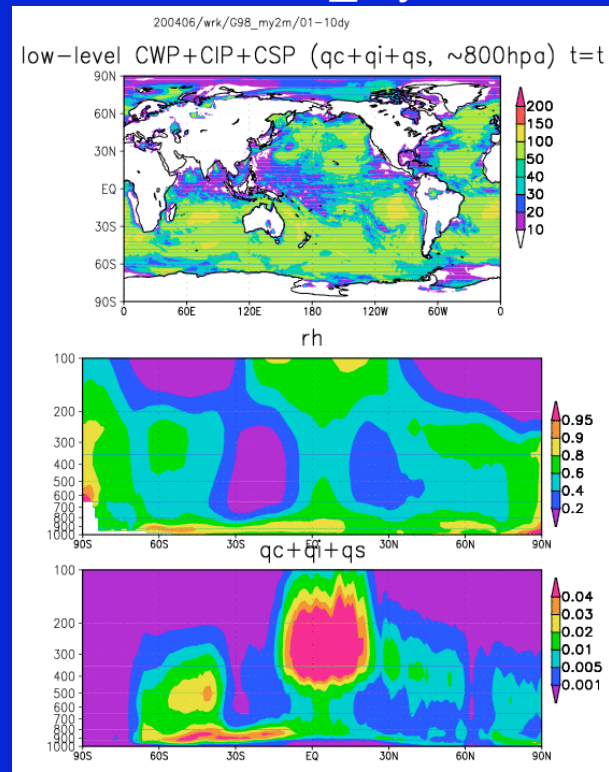 200406/wrk/G98_my2m/01-10dy
low-level CWP+CIP+CSP (qc+qi+qs, ~800hpa) t=t
90N
60N
30N
EQ
30S
60S
90S
0 60E 120E 180 120W 60W 0
200
150
100
50
40
30
20
10
rh
100
200
300
400
500
600
700
800
900
1000
90S 60S 30S EQ 30N 60N 90N
0.95
0.9
0.8
0.6
0.4
0.2
qc+qi+qs
100
200
300
400
500
600
700
800
900
1000
90S 60S 30S EQ 30N 60N 90N
0.04
0.03
0.02
0.01
0.005
0.001